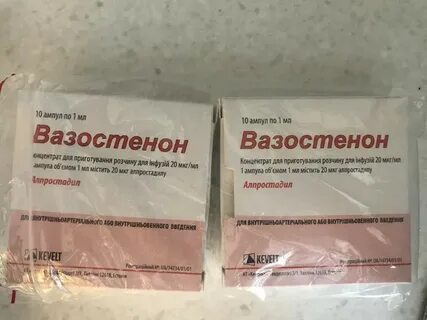 10 ампул по 1 мл
Вазостенон
Концентрат для приготування розчину для інфузій 20 мкг/мл
1 ампула об'ємом 1 мл містить 20 мкг алпростадилу
Алпростадил
ДЛЯ ВНУТРІШНЬОАРТЕРІАЛЬНОГО АБО ВНУТРІШНЬОВЕННОГО ВВЕДЕННЯ
KEVELT
10 ампул по 1 мл
Вазостенон
Концентрат для приготування розчину для інфузій 20 мкг/мл
1 ампула об'ємом 1 мл містить 20 мкг алпростадилу
Алпростадил
ДЛЯ ВНУТРІШНЬОАРТЕРІАЛЬНОГО АБО ВНУТРІШНЬОВЕННОГО ВВЕДЕННЯ
KEVELT